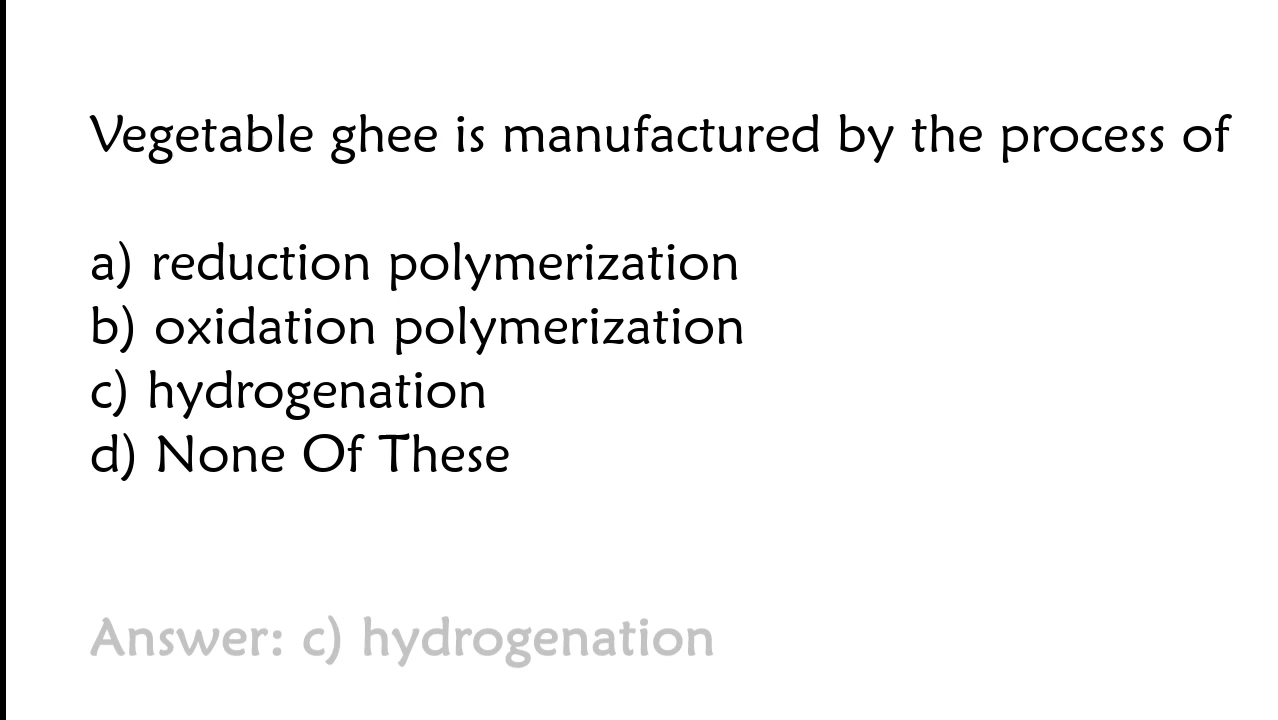 Vegetable ghee is manufactured by the process of
a) reduction polymerization
b) oxidation polymerization
c) hydrogenation
d) None Of These
Answer: c) hydrogenation